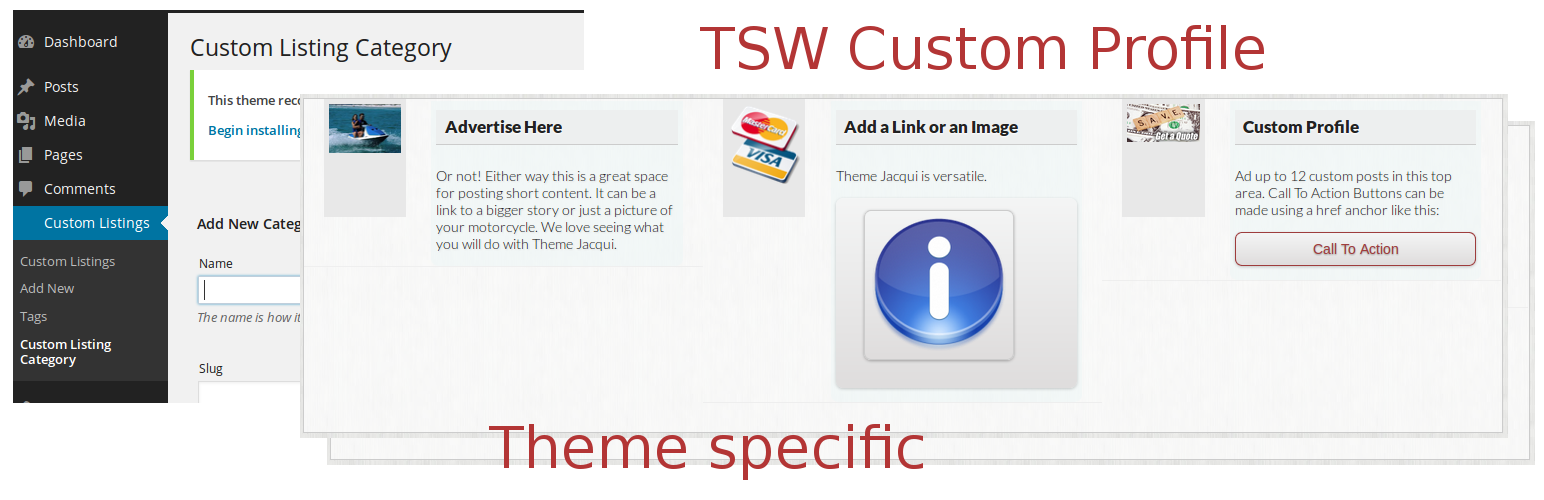 TSW Custom Profile
Dashboard
Posts
Media
Pages
Comments
Custom Listings
Custom Listings
Add New
Tags
Custom Listing
Category
Custom Listing Category
This theme
Begin installing
Add New
Name
The name is how it
Slug
Advertise Here
Or not! Either way this is a great space
for posting short content. It can be a
link to a bigger story or just a picture of
your motorcycle. We love seeing what
you will do with Theme Jacqui.
MasterCard
VISA
Add a Link or an Image
Theme Jacqui is versatile.
i
SAVE
Get a Quote
Custom Profile
Ad up to 12 custom posts in this top
area. Call To Action Buttons can be
made using a href anchor like this:
Call To Action
Theme specific